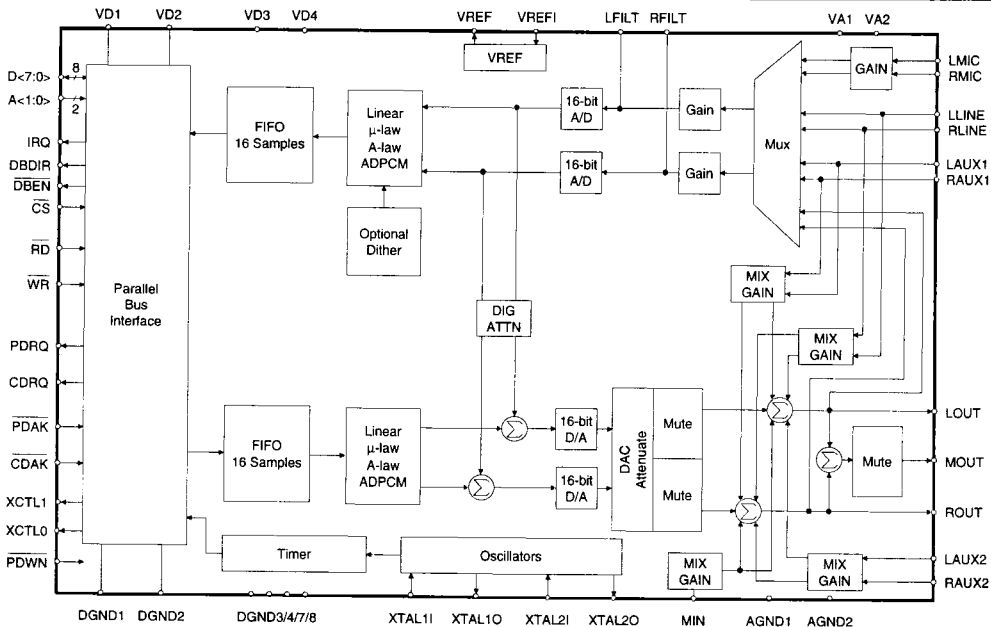 VD1 VD2 VD3 VD4 VREF VREFI LFILT RFILT VA1 VA2
D<7:0>
8
A<1:0>
2
IRQ
DBDIR
DBEN
CS
RD
WR
PDRQ
CDRQ
PDAK
CDAK
XCTL1
XCTL0
PDWN
Parallel
Bus
Interface
FIFO
16 Samples
Linear
µ-law
A-law
ADPCM
Optional
Dither
VREF
16-bit
A/D
16-bit
A/D
Gain
Gain
Mux
GAIN
LMIC
RMIC
LLINE
RLINE
LAUX1
RAUX1
MIX
GAIN
MIX
GAIN
DIG
ATTN
FIFO
16 Samples
Linear
µ-law
A-law
ADPCM
Σ
Σ
16-bit
D/A
16-bit
D/A
DAC
Attenuate
Mute
Mute
Σ
Σ
Σ
Mute
LOUT
MOUT
ROUT
LAUX2
RAUX2
Timer
Oscillators
MIX
GAIN
MIX
GAIN
DGND1 DGND2 DGND3/4/7/8 XTAL1I XTAL1O XTAL2I XTAL2O MIN AGND1 AGND2